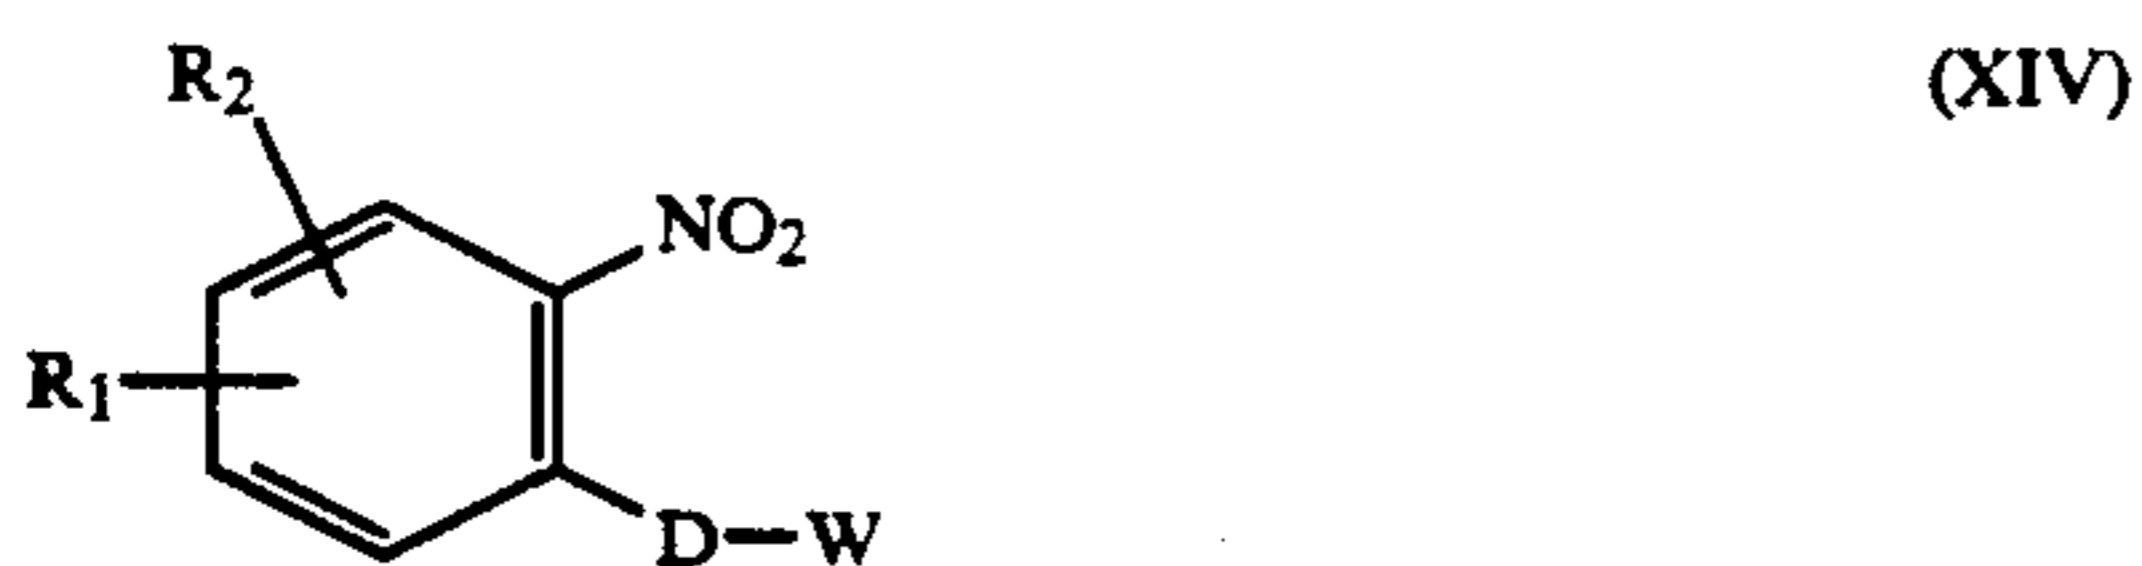 R2
(XIV)
NO2
R1
D—W